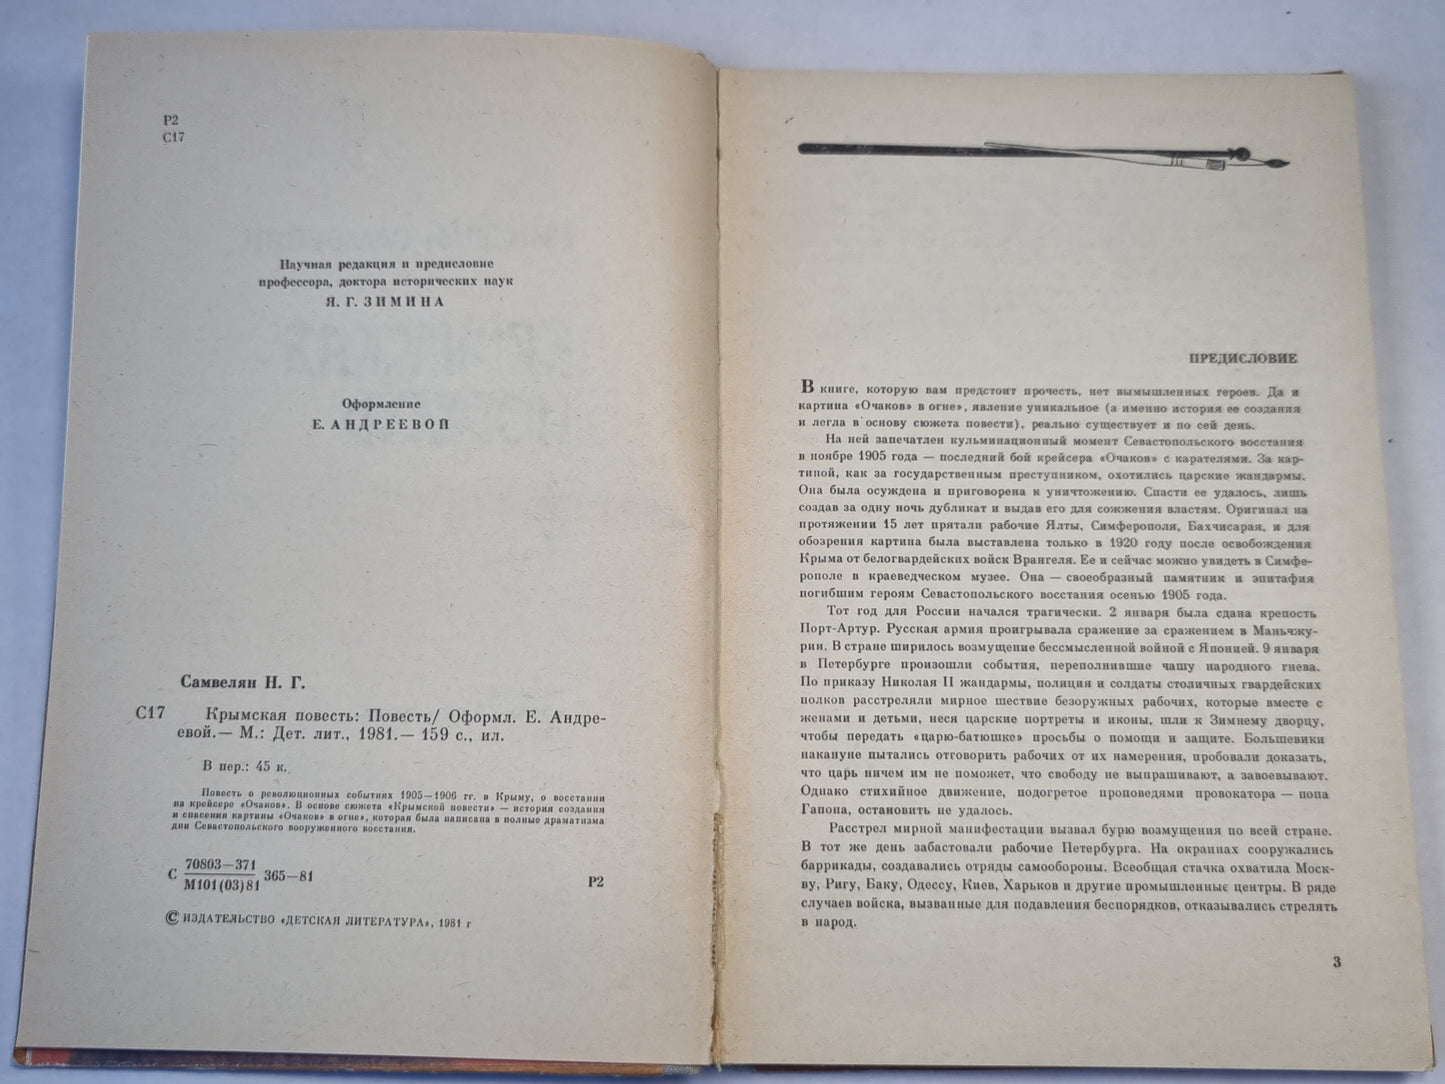 Р2
С17
Научная редакция и предисловие
профессора, доктора исторических наук
Я. Г. ЗИМИНА
Оформление
Е. АНДРЕЕВОЙ
Самвелян Н. Г.
С17 Крымская повесть: Повесть/ Оформл. Е. Андре-
евой.— М.: Дет. лит., 1981.— 159 с., ил.
В пер.: 45 к.
Повесть о революционных событиях 1905—1906 гг. в Крыму, о восстании
на крейсере «Очаков». В основе сюжета «Крымской повести» — история создания
и спасения картины «Очаков» в огне», которая была написана в полные драматизма
дни Севастопольского вооруженного восстания.
С 70803—371 365—81
М101(03)81
Р2
© ИЗДАТЕЛЬСТВО «ДЕТСКАЯ ЛИТЕРАТУРА», 1981 г
ПРЕДИСЛОВИЕ
В книге, которую вам предстоит прочесть, нет вымышленных героев. Да и
картина «Очаков» в огне», явление уникальное (а именно история ее создания
и легла в основу сюжета повести), реально существует и по сей день.
На ней запечатлен кульминационный момент Севастопольского восстания
в ноябре 1905 года — последний бой крейсера «Очаков» с карателями. За кар-
тиной, как за государственным преступником, охотились царские жандармы.
Она была осуждена и приговорена к уничтожению. Спасти ее удалось, лишь
создав за одну ночь дубликат и выдав его для сожжения властям. Оригинал на
протяжении 15 лет прятали рабочие Ялты, Симферополя, Бахчисарая, и для
обозрения картина была выставлена только в 1920 году после освобождения
Крыма от белогвардейских войск Врангеля. Ее и сейчас можно увидеть в Симфе-
рополе в краеведческом музее. Она — своеобразный памятник и эпитафия
погибшим героям Севастопольского восстания осенью 1905 года.
Тот год для России начался трагически. 2 января была сдана крепость
Порт-Артур. Русская армия проигрывала сражение за сражением в Маньчжу-
рии. В стране ширилось возмущение бессмысленной войной с Японией. 9 января
в Петербурге произошли события, переполнившие чашу народного гнева.
По приказу Николая II жандармы, полиция и солдаты столичных гвардейских
полков расстреляли мирное шествие безоружных рабочих, которые вместе с
женами и детьми, неся царские портреты и иконы, шли к Зимнему дворцу,
чтобы передать «царю-батюшке» просьбы о помощи и защите. Большевики
накануне пытались отговорить рабочих от их намерения, пробовали доказать,
что царь ничем им не поможет, что свободу не выпрашивают, а завоевывают.
Однако стихийное движение, подогретое проповедями провокатора — попа
Гапона, остановить не удалось.
Расстрел мирной манифестации вызвал бурю возмущения по всей стране.
В тот же день забастовали рабочие Петербурга. На окраинах сооружались
баррикады, создавались отряды самообороны. Всеобщая стачка охватила Моск-
ву, Ригу, Баку, Одессу, Киев, Харьков и другие промышленные центры. В ряде
случаев войска, вызванные для подавления беспорядков, отказывались стрелять
в народ.
3